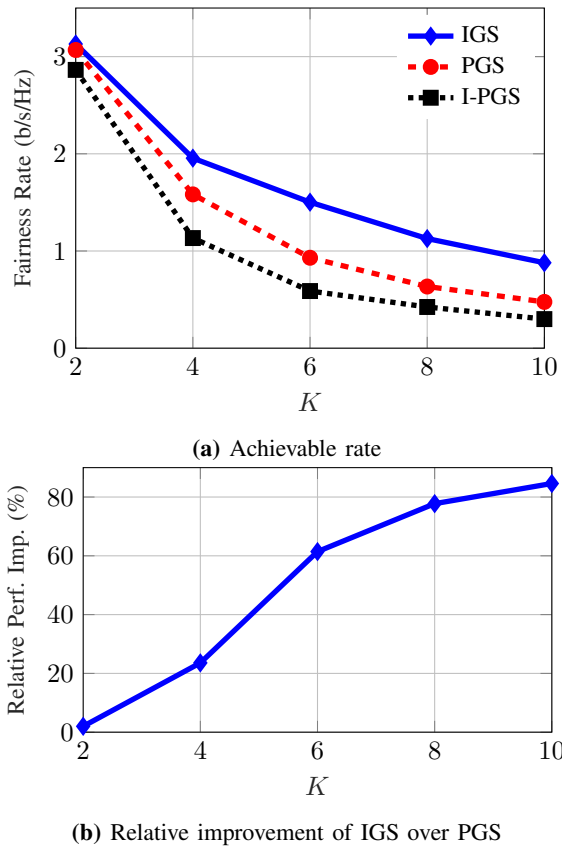 3
2
1
0
Fairness Rate (b/s/Hz)
IGS
PGS
I-PGS
2 4 6 8 10
K
(a) Achievable rate
80
60
40
20
0
Relative Perf. Imp. (%)
2 4 6 8 10
K
(b) Relative improvement of IGS over PGS